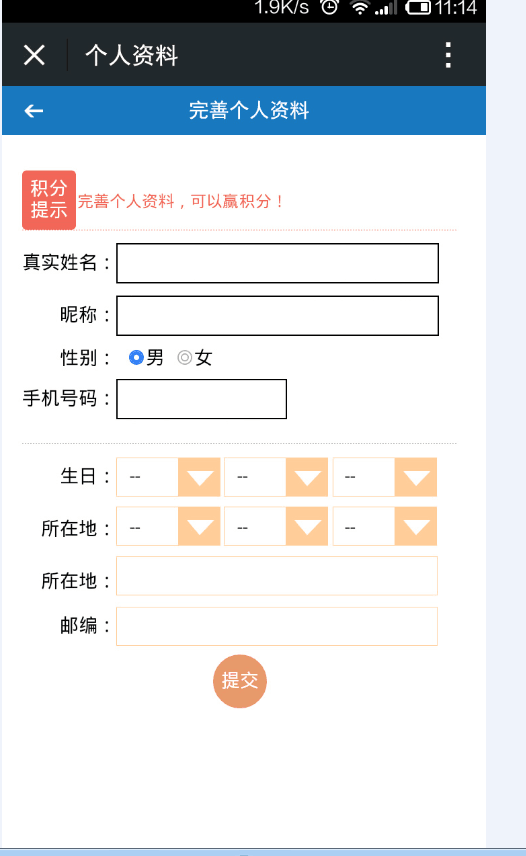 1.9K/s 11:14
个人资料
完善个人资料
积分
提示
完善个人资料，可以赢积分！
真实姓名：
昵称：
性别： 男 女
手机号码：
生日： -- -- --
所在地： -- -- --
所在地：
邮编：
提交